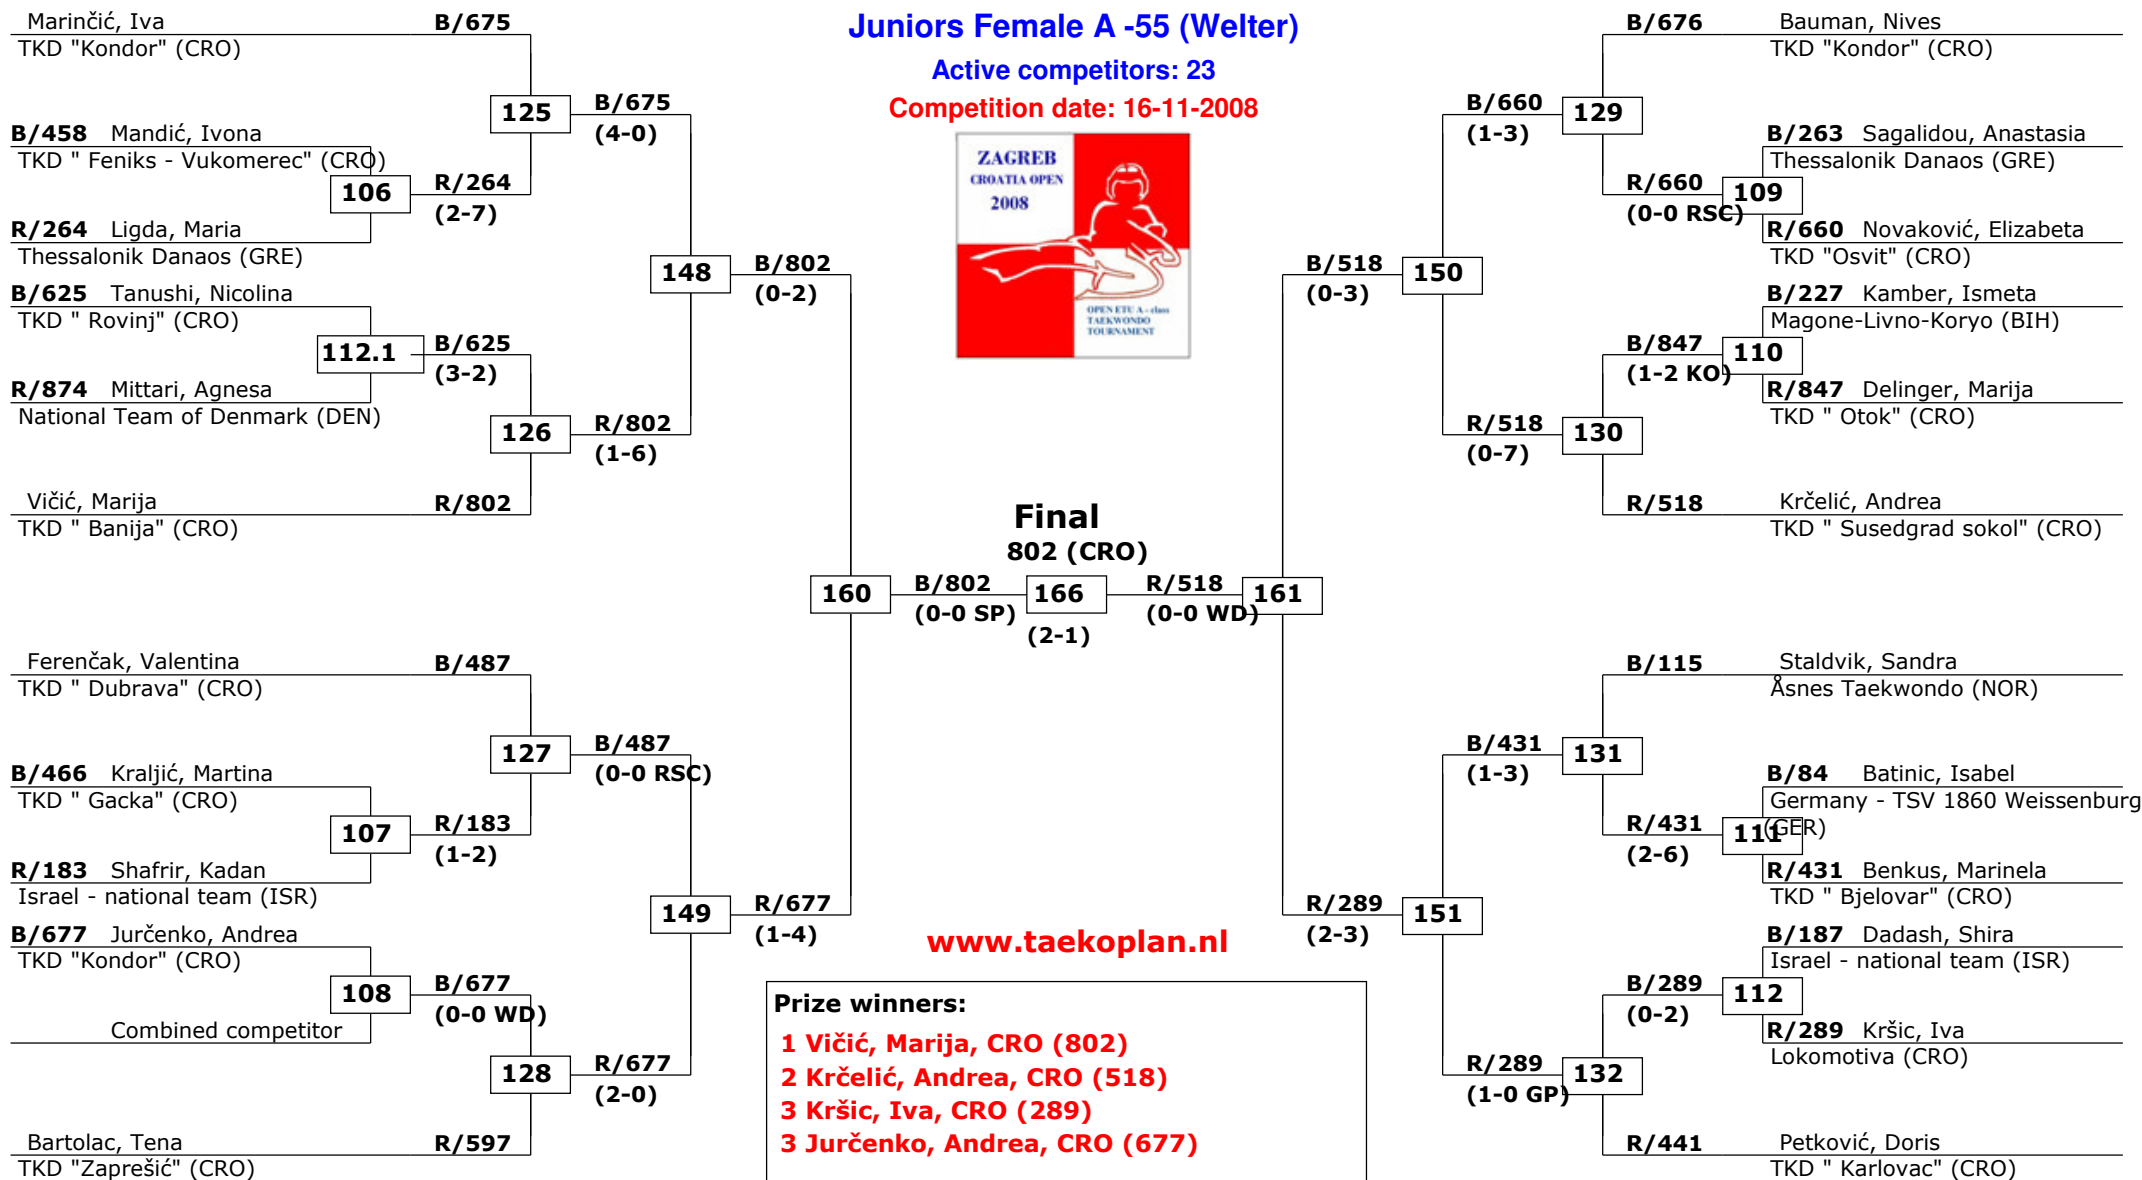 Juniors Female A -55 (Welter)
Active competitors: 23
Competition date: 16-11-2008
ZAGREB
CROATIA OPEN
2008
OPEN ETU A - class
TAEKWONDO
TOURNAMENT
Marinčić, Iva
B/675
TKD "Kondor" (CRO)
125
B/675
(4-0)
B/458 Mandić, Ivona
TKD " Feniks - Vukomerec" (CRO)
106
R/264
(2-7)
R/264 Ligda, Maria
Thessalonik Danaos (GRE)
148
B/802
(0-2)
B/625 Tanushi, Nicolina
TKD " Rovinj" (CRO)
112.1
B/625
(3-2)
R/874 Mittari, Agnesa
National Team of Denmark (DEN)
126
R/802
(1-6)
Vičić, Marija
R/802
TKD " Banija" (CRO)
Final
802 (CRO)
160
B/802
(0-0 SP)
166
(2-1)
R/518
(0-0 WD)
161
Ferenčak, Valentina
B/487
TKD " Dubrava" (CRO)
127
B/487
(0-0 RSC)
B/466 Kraljić, Martina
TKD " Gacka" (CRO)
107
R/183
(1-2)
R/183 Shafrir, Kadan
Israel - national team (ISR)
149
R/677
(1-4)
B/677 Jurčenko, Andrea
TKD "Kondor" (CRO)
108
B/677
(0-0 WD)
Combined competitor
128
R/677
(2-0)
Bartolac, Tena
R/597
TKD "Zaprešić" (CRO)
B/676
Bauman, Nives
TKD "Kondor" (CRO)
B/660
(1-3)
129
B/263 Sagalidou, Anastasia
Thessalonik Danaos (GRE)
R/660
(0-0 RSC)
109
R/660 Novaković, Elizabeta
TKD "Osvit" (CRO)
B/518
(0-3)
150
B/227 Kamber, Ismeta
Magone-Livno-Koryo (BIH)
B/847
(1-2 KO)
110
R/847 Delinger, Marija
TKD " Otok" (CRO)
R/518
(0-7)
130
R/518
Krčelić, Andrea
TKD " Susedgrad sokol" (CRO)
B/115
Staldvik, Sandra
Åsnes Taekwondo (NOR)
B/431
(1-3)
131
B/84 Batinic, Isabel
Germany - TSV 1860 Weissenburg
(GER)
R/431
(2-6)
111
R/431 Benkus, Marinela
TKD " Bjelovar" (CRO)
R/289
(2-3)
151
B/187 Dadash, Shira
Israel - national team (ISR)
B/289
(0-2)
112
R/289 Kršic, Iva
Lokomotiva (CRO)
R/289
(1-0 GP)
132
R/441
Petković, Doris
TKD " Karlovac" (CRO)
www.taekoplan.nl
Prize winners:
1 Vičić, Marija, CRO (802)
2 Krčelić, Andrea, CRO (518)
3 Kršic, Iva, CRO (289)
3 Jurčenko, Andrea, CRO (677)